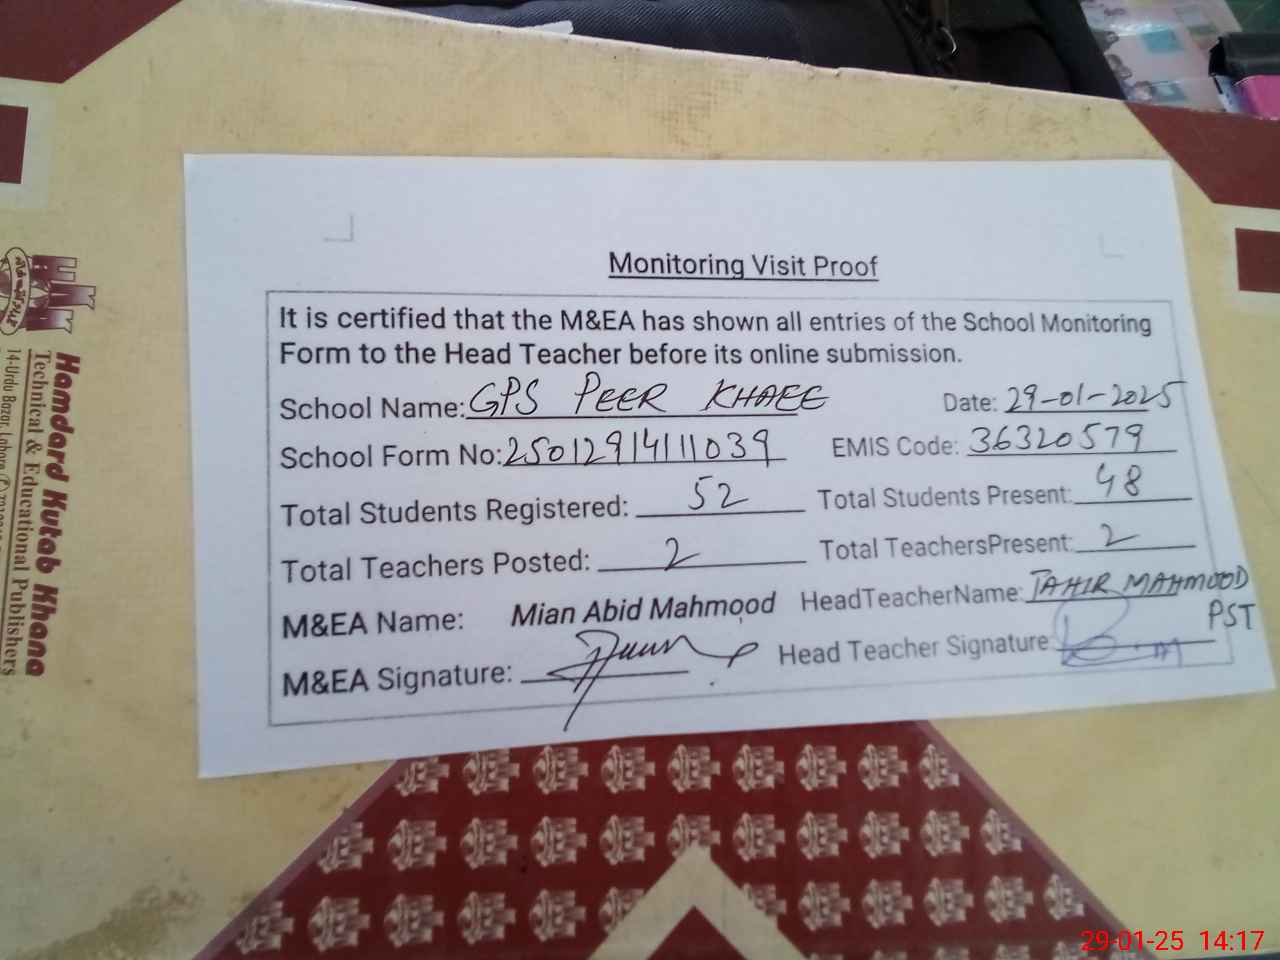 Monitoring Visit Proof
It is certified that the M&EA has shown all entries of the School Monitoring
Form to the Head Teacher before its online submission.
School Name: GPS PEER KHAEE Date: 29-01-2025
School Form No: 25012914111039 EMIS Code: 36320579
Total Students Registered: 52 Total Students Present: 48
Total Teachers Posted: 2 Total TeachersPresent: 2
M&EA Name: Mian Abid Mahmood HeadTeacherName: TAHIR MAHMOOD
PST
M&EA Signature: Head Teacher Signature:
Hamdard Kutab Khana
Technical & Educational Publishers
14-Urdu Bazar, Lahore
29-01-25 14:17